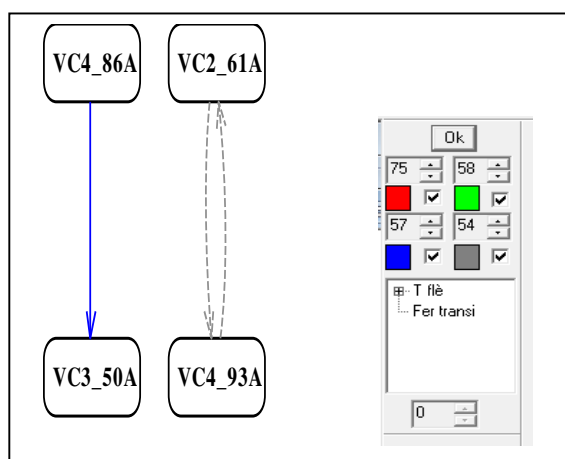 VC4_86A VC2_61A
VC3_50A VC4_93A
Ok
75 58
57 54
T flè
Fer transi
0